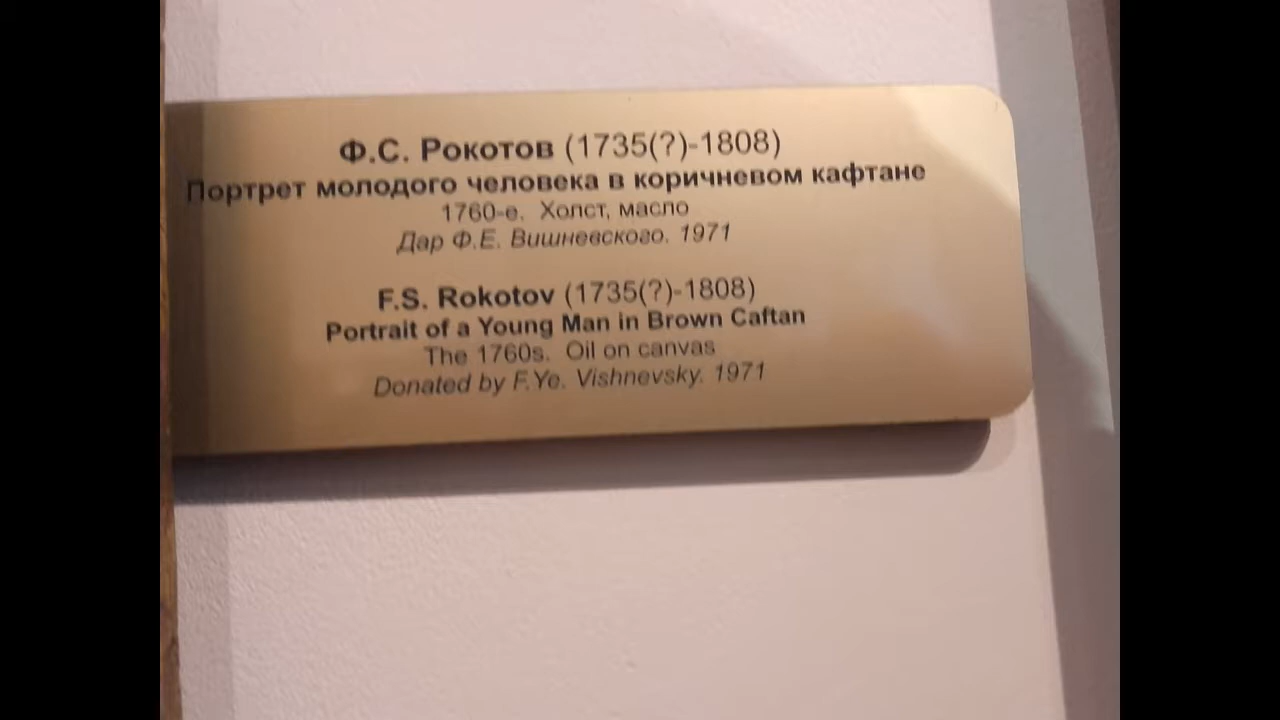 Ф.С. Рокотов (1735(?)-1808)
Портрет молодого человека в коричневом кафтане
1760-е. Холст, масло
Дар Ф.Е. Вишневского. 1971
F.S. Rokotov (1735(?)-1808)
Portrait of a Young Man in Brown Caftan
The 1760s. Oil on canvas
Donated by F.Ye. Vishnevsky. 1971